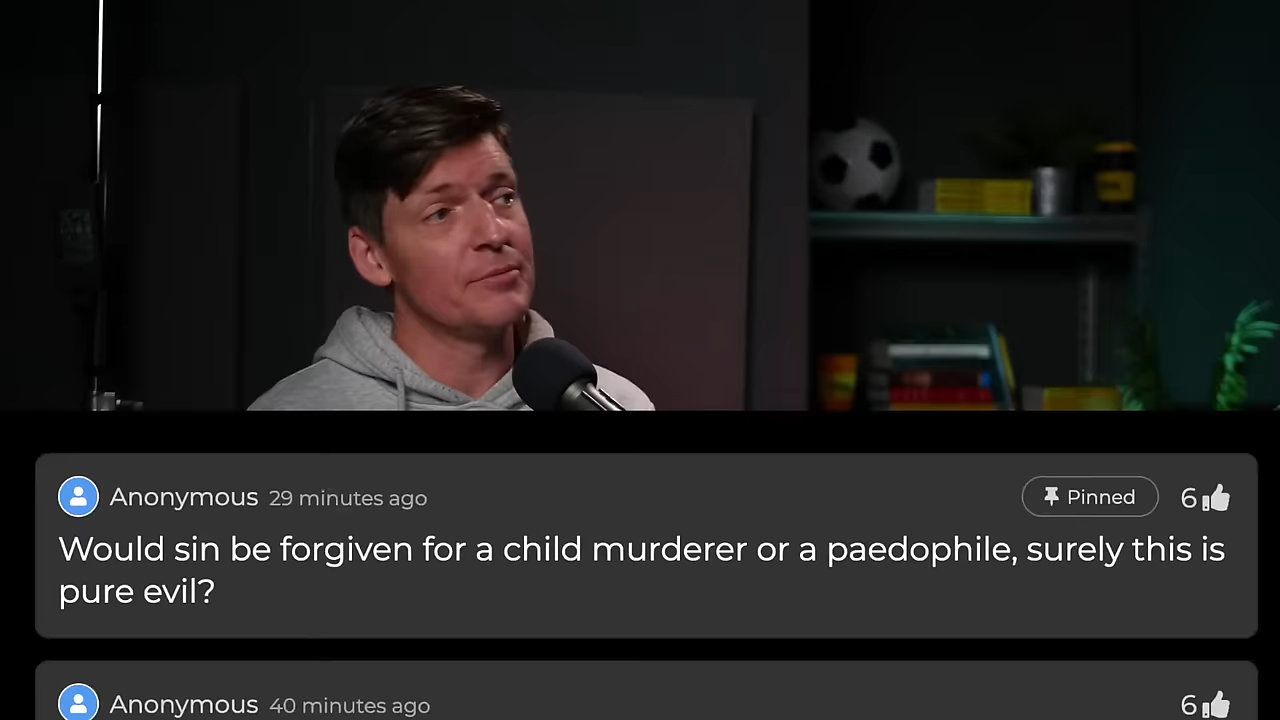 Anonymous 29 minutes ago Pinned 6
Would sin be forgiven for a child murderer or a paedophile, surely this is
pure evil?
Anonymous 40 minutes ago 6